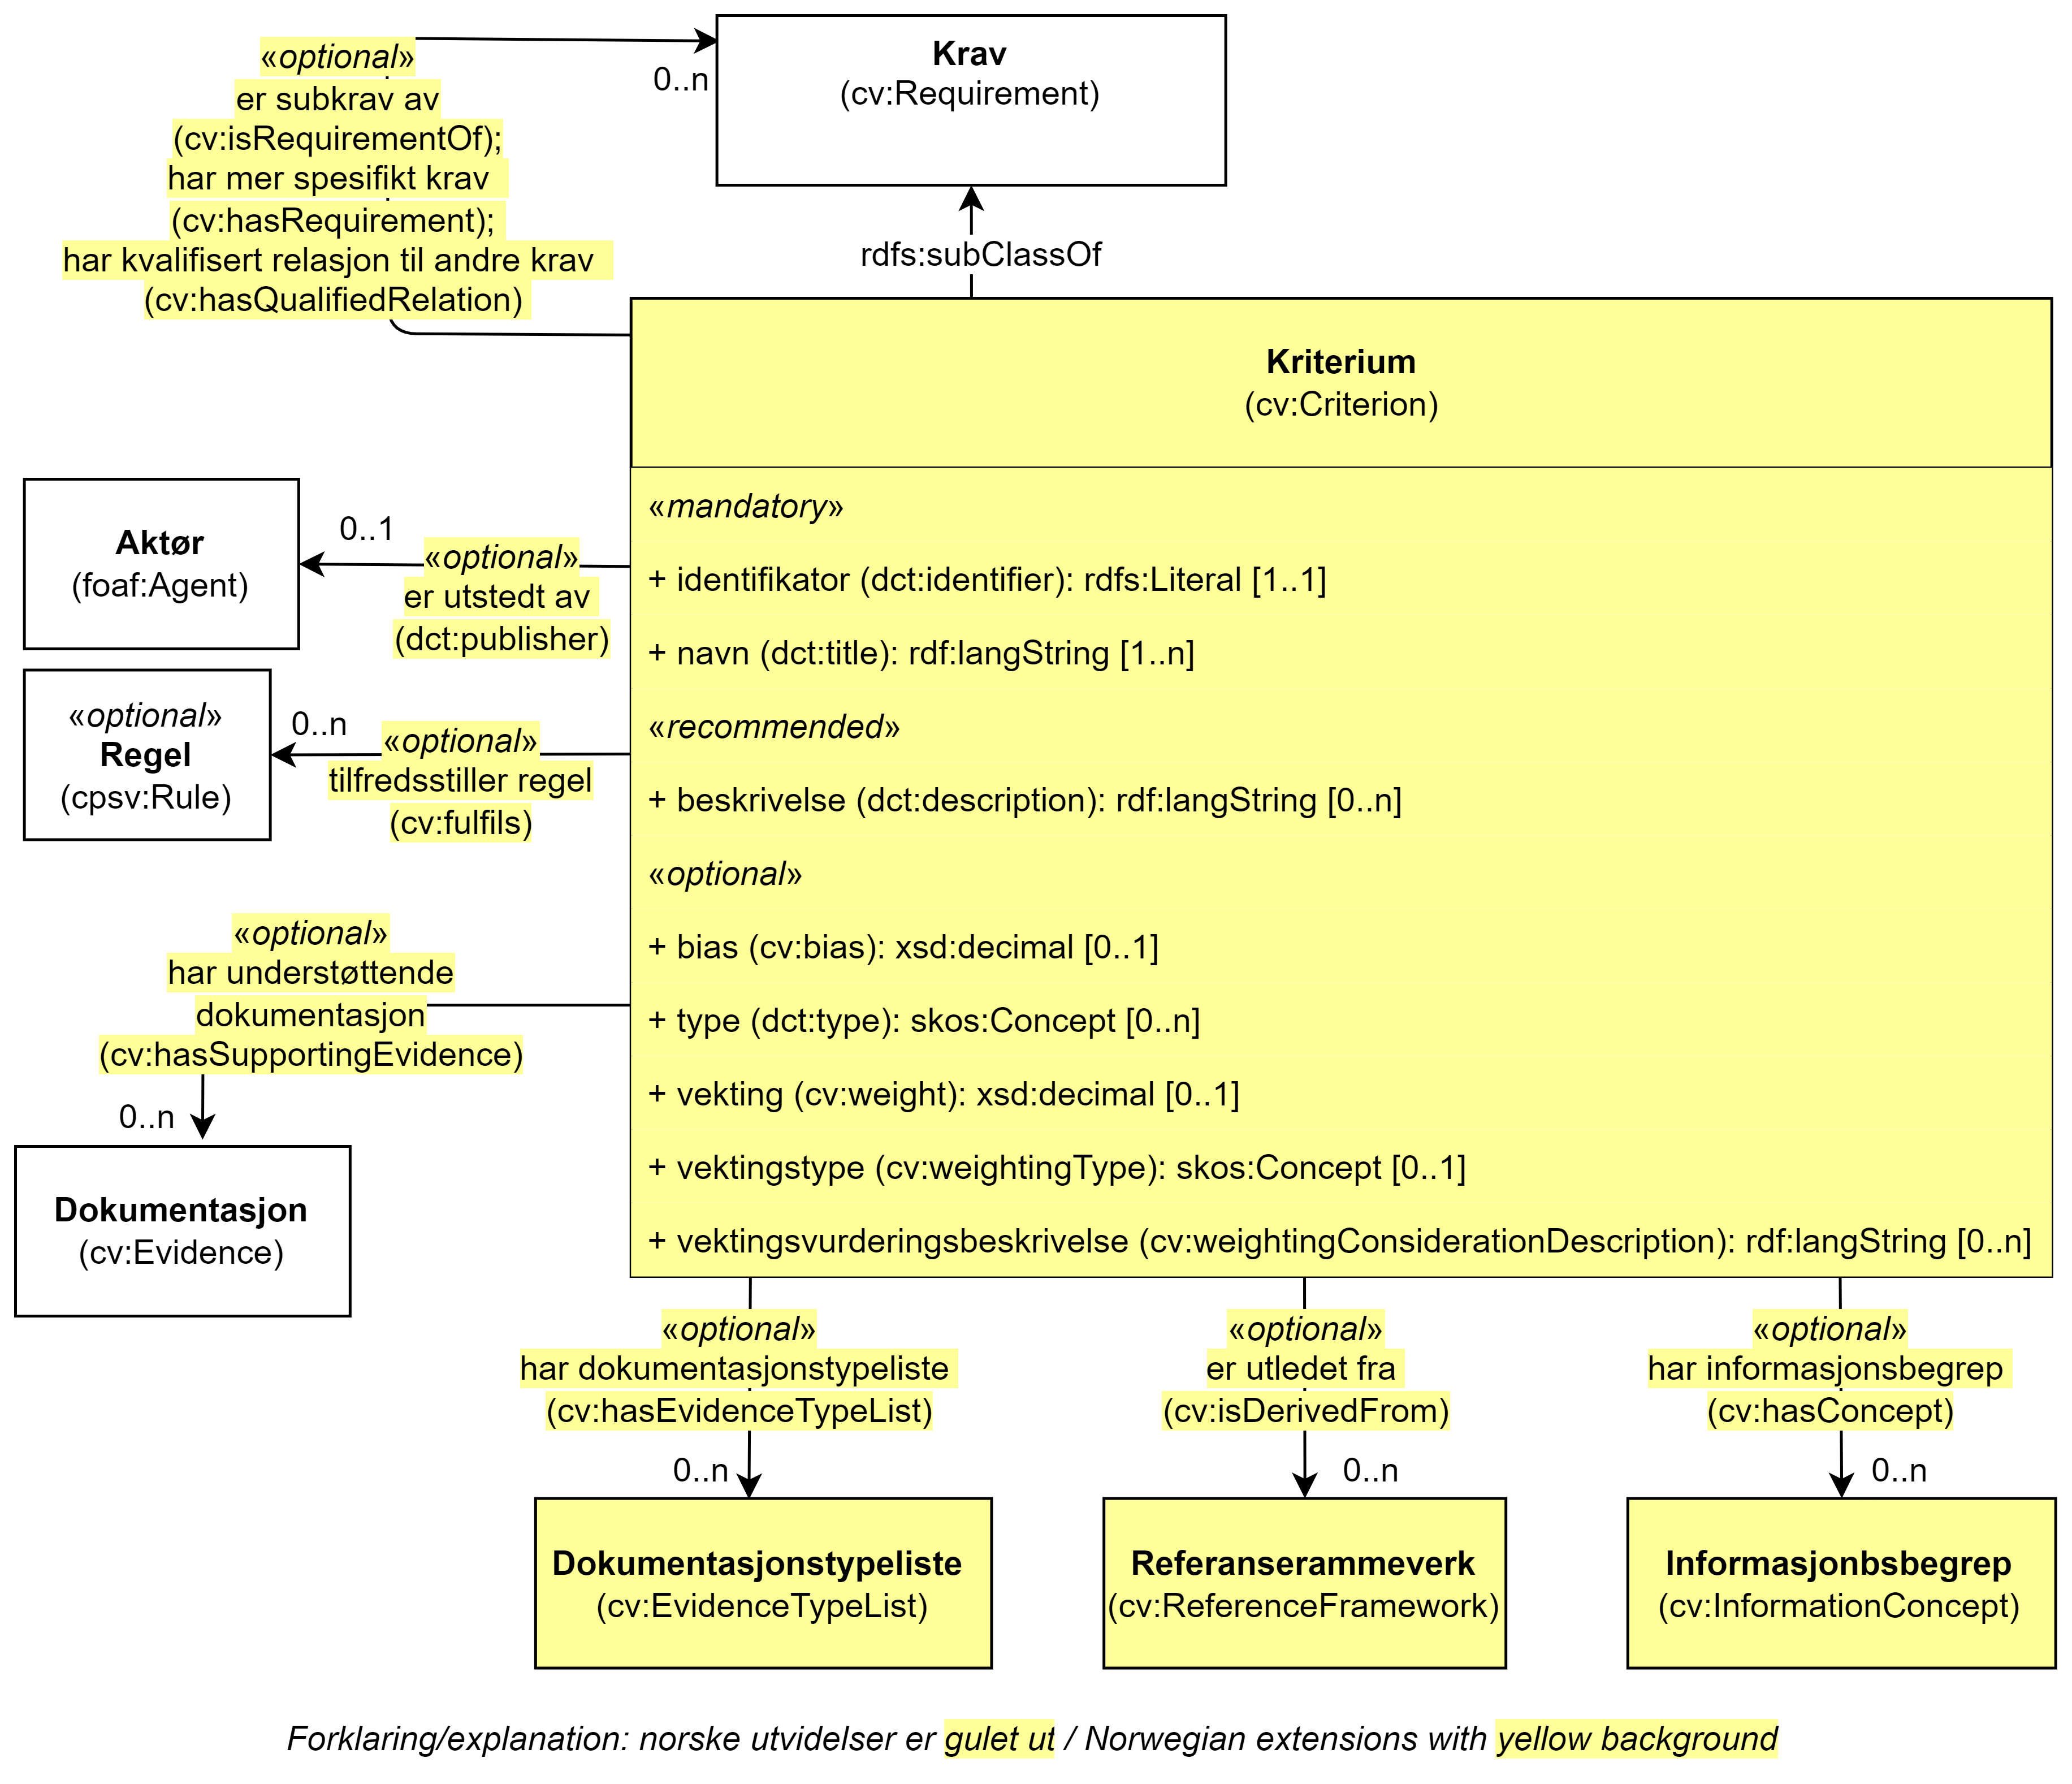 «optional»
er subkrav av
(cv:isRequirementOf);
har mer spesifikt krav
(cv:hasRequirement);
har kvalifisert relasjon til andre krav
(cv:hasQualifiedRelation)
0..n
Krav
(cv:Requirement)
rdfs:subClassOf
Kriterium
(cv:Criterion)
«mandatory»
+ identifikator (dct:identifier): rdfs:Literal [1..1]
+ navn (dct:title): rdf:langString [1..n]
«recommended»
+ beskrivelse (dct:description): rdf:langString [0..n]
«optional»
+ bias (cv:bias): xsd:decimal [0..1]
+ type (dct:type): skos:Concept [0..n]
+ vekting (cv:weight): xsd:decimal [0..1]
+ vektingstype (cv:weightingType): skos:Concept [0..1]
+ vektingsvurderingsbeskrivelse (cv:weightingConsiderationDescription): rdf:langString [0..n]
Aktør
(foaf:Agent)
0..1
«optional»
er utstedt av
(dct:publisher)
«optional»
Regel
(cpsv:Rule)
0..n
«optional»
tilfredsstiller regel
(cv:fulfils)
«optional»
har understøttende
dokumentasjon
(cv:hasSupportingEvidence)
0..n
Dokumentasjon
(cv:Evidence)
«optional»
har dokumentasjonstypeliste
(cv:hasEvidenceTypeList)
0..n
Dokumentasjonstypeliste
(cv:EvidenceTypeList)
«optional»
er utledet fra
(cv:isDerivedFrom)
0..n
Referanserammeverk
(cv:ReferenceFramework)
«optional»
har informasjonsbegrep
(cv:hasConcept)
0..n
Informasjonbsbegrep
(cv:InformationConcept)
Forklaring/explanation: norske utvidelser er gulet ut / Norwegian extensions with yellow background